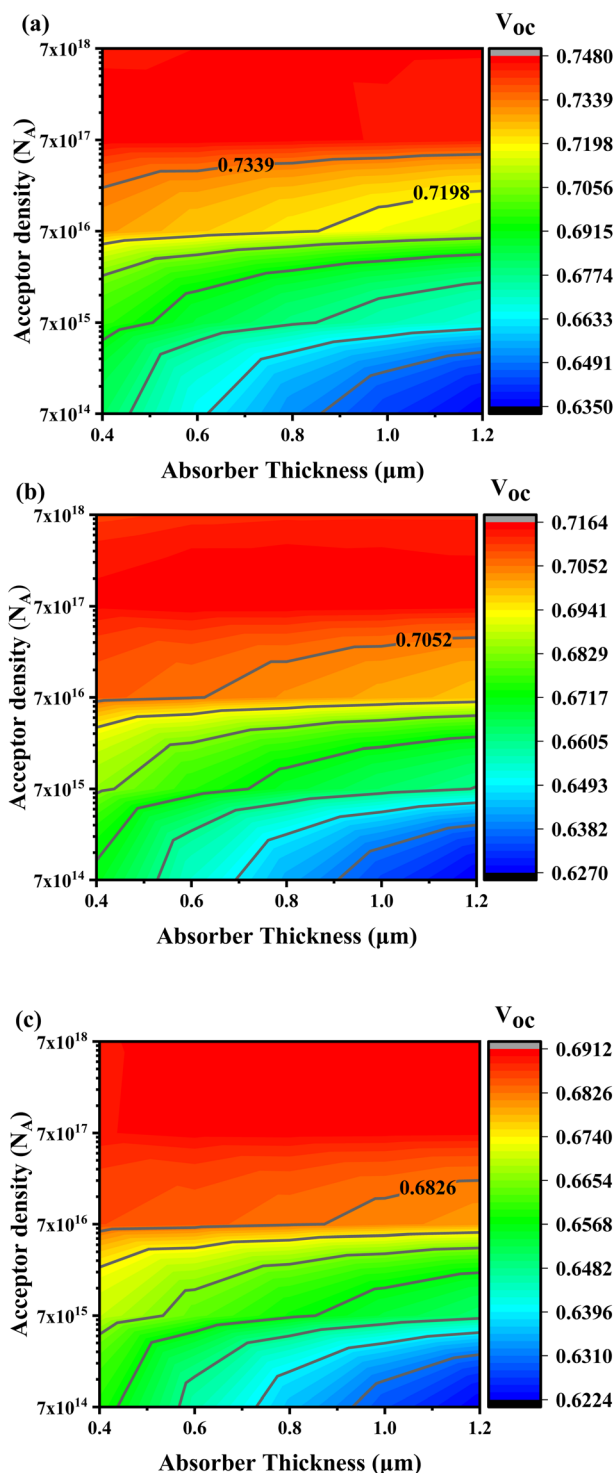 (a)
V_OC
7x10^18
7x10^17
7x10^16
7x10^15
7x10^14
Acceptor density (N_A)
0.7339
0.7198
0.4 0.6 0.8 1.0 1.2
Absorber Thickness (μm)
0.7480
0.7339
0.7198
0.7056
0.6915
0.6774
0.6633
0.6491
0.6350
(b)
V_OC
7x10^18
7x10^17
7x10^16
7x10^15
7x10^14
Acceptor density (N_A)
0.7052
0.4 0.6 0.8 1.0 1.2
Absorber Thickness (μm)
0.7164
0.7052
0.6941
0.6829
0.6717
0.6605
0.6493
0.6382
0.6270
(c)
V_OC
7x10^18
7x10^17
7x10^16
7x10^15
7x10^14
Acceptor density (N_A)
0.6826
0.4 0.6 0.8 1.0 1.2
Absorber Thickness (μm)
0.6912
0.6826
0.6740
0.6654
0.6568
0.6482
0.6396
0.6310
0.6224